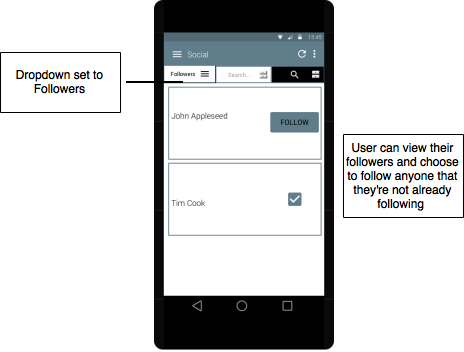 15:45
Social
Dropdown set to
Followers
Followers
Search..
John Appleseed
FOLLOW
User can view their
followers and choose
to follow anyone that
they're not already
following
Tim Cook